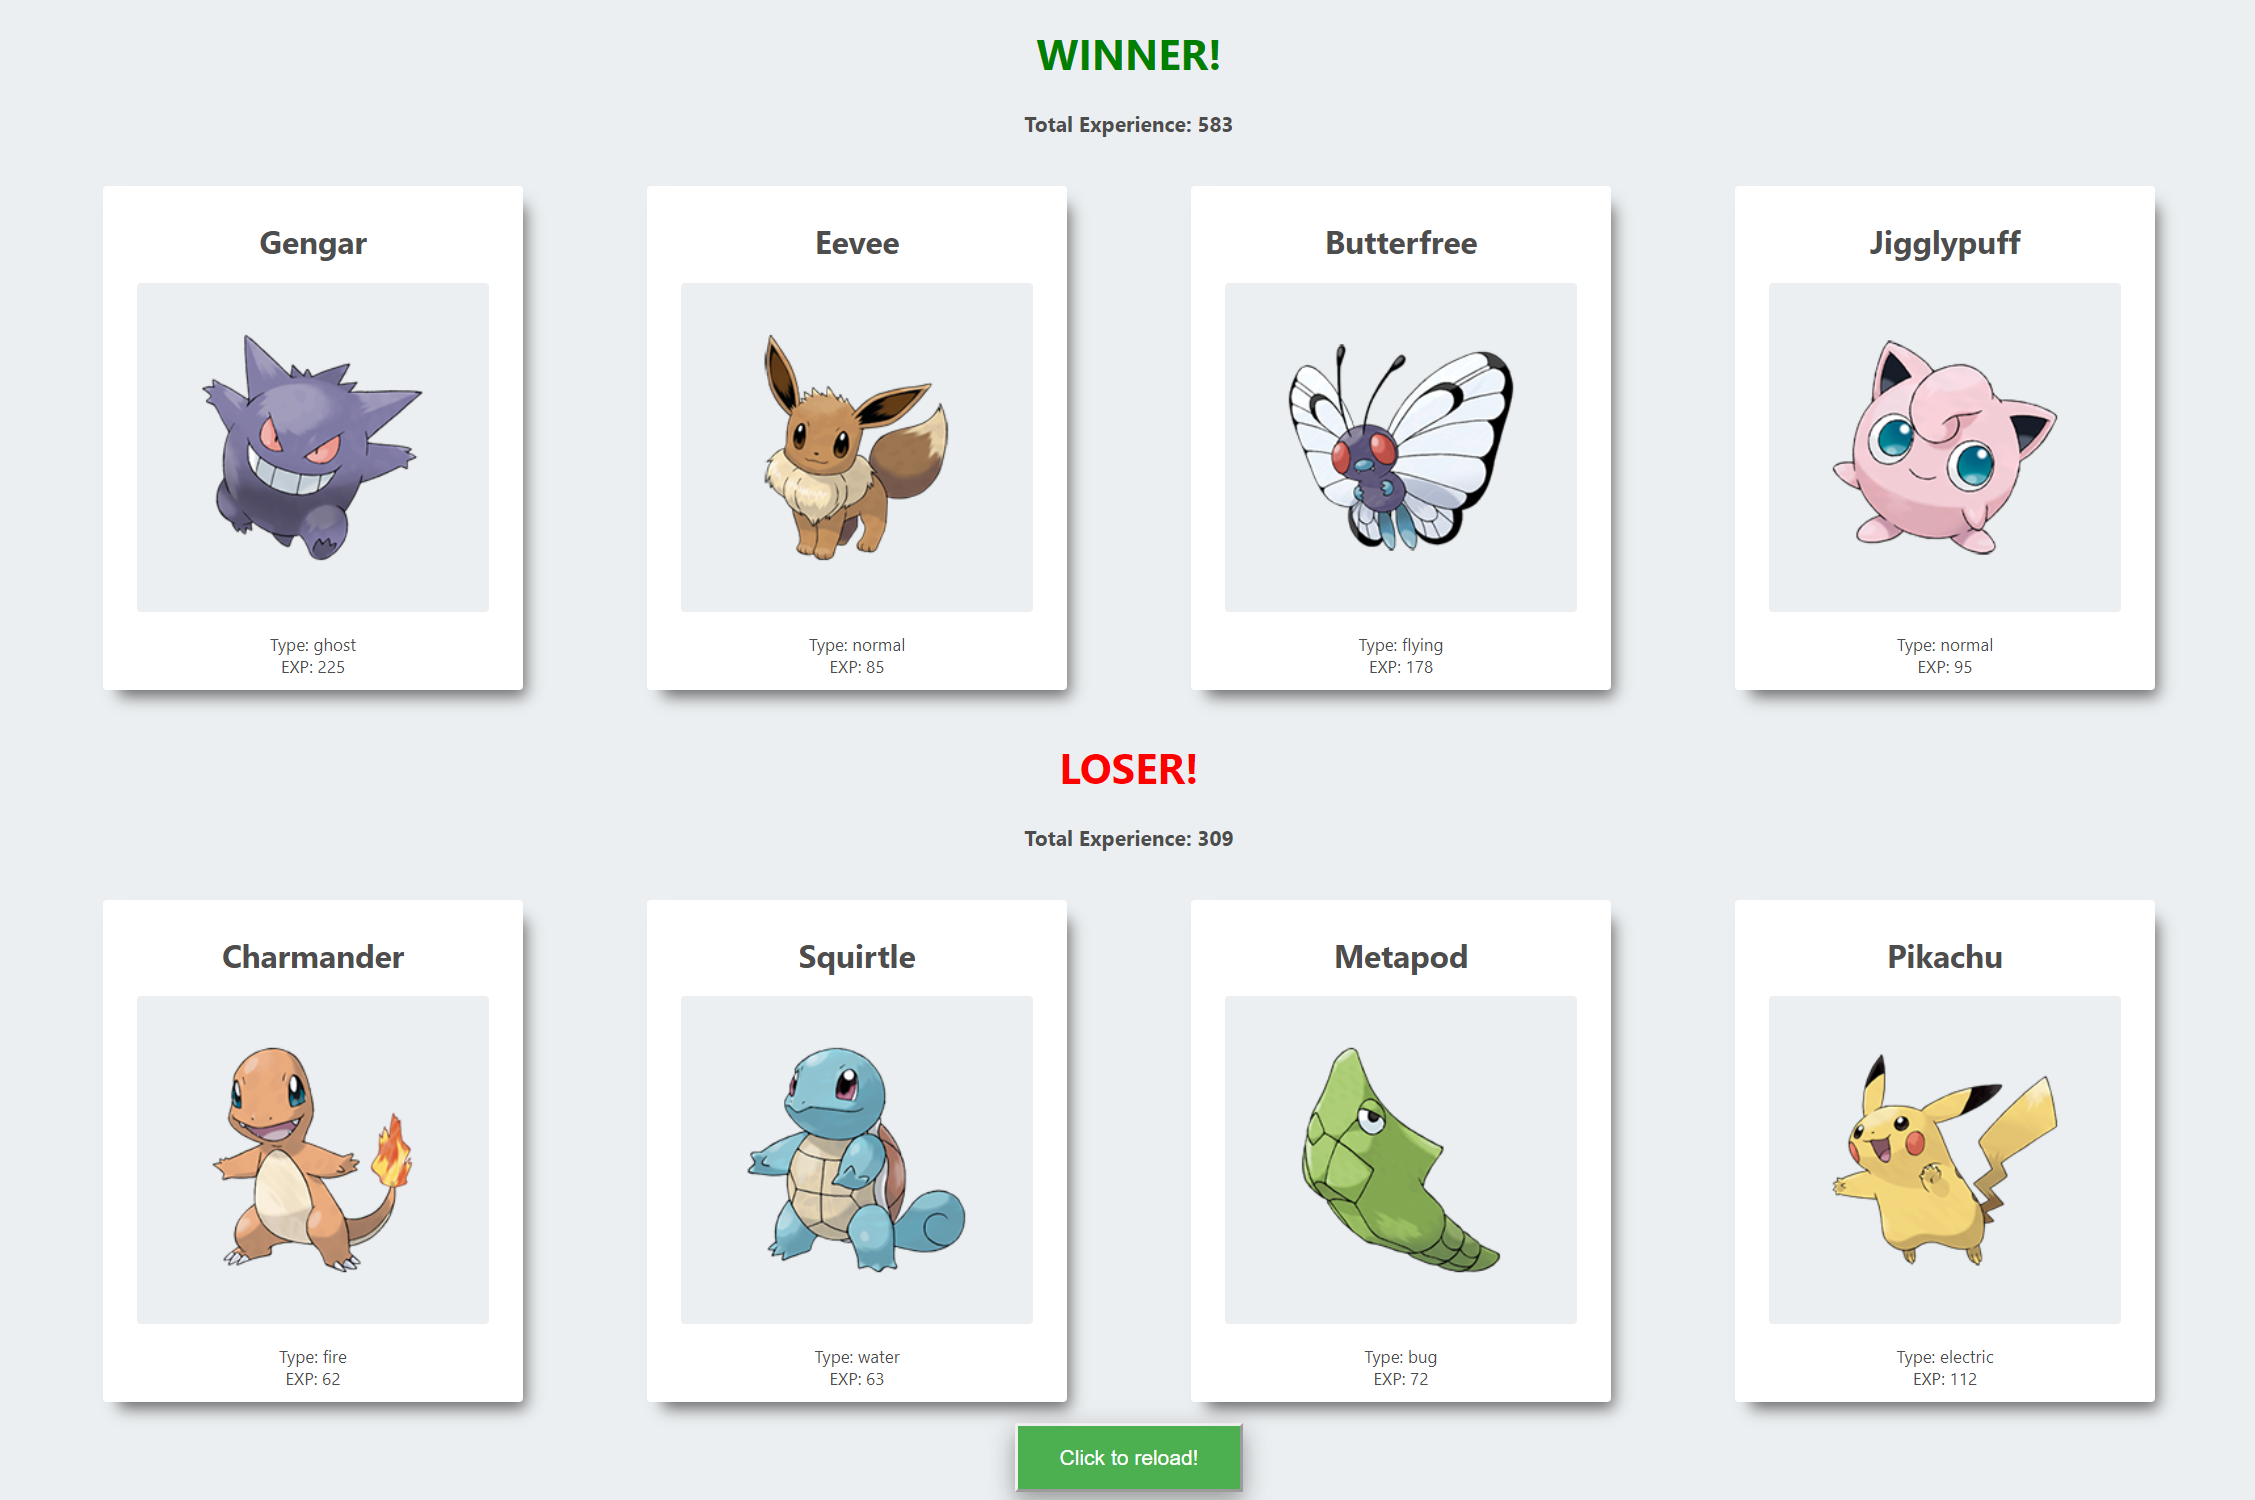 WINNER!
Total Experience: 583
Gengar
Type: ghost
EXP: 225
Eevee
Type: normal
EXP: 85
Butterfree
Type: flying
EXP: 178
Jigglypuff
Type: normal
EXP: 95
LOSER!
Total Experience: 309
Charmander
Type: fire
EXP: 62
Squirtle
Type: water
EXP: 63
Metapod
Type: bug
EXP: 72
Pikachu
Type: electric
EXP: 112
Click to reload!